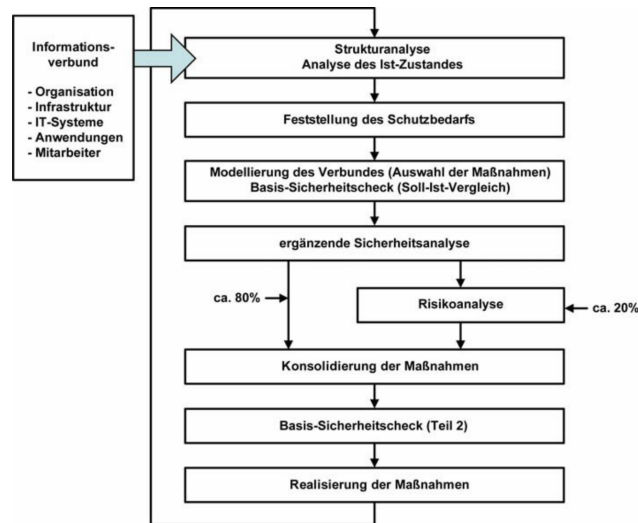 Informations-
verbund
- Organisation
- Infrastruktur
- IT-Systeme
- Anwendungen
- Mitarbeiter
Strukturanalyse
Analyse des Ist-Zustandes
Feststellung des Schutzbedarfs
Modellierung des Verbundes (Auswahl der Maßnahmen)
Basis-Sicherheitscheck (Soll-Ist-Vergleich)
ergänzende Sicherheitsanalyse
ca. 80%
Risikoanalyse
ca. 20%
Konsolidierung der Maßnahmen
Basis-Sicherheitscheck (Teil 2)
Realisierung der Maßnahmen